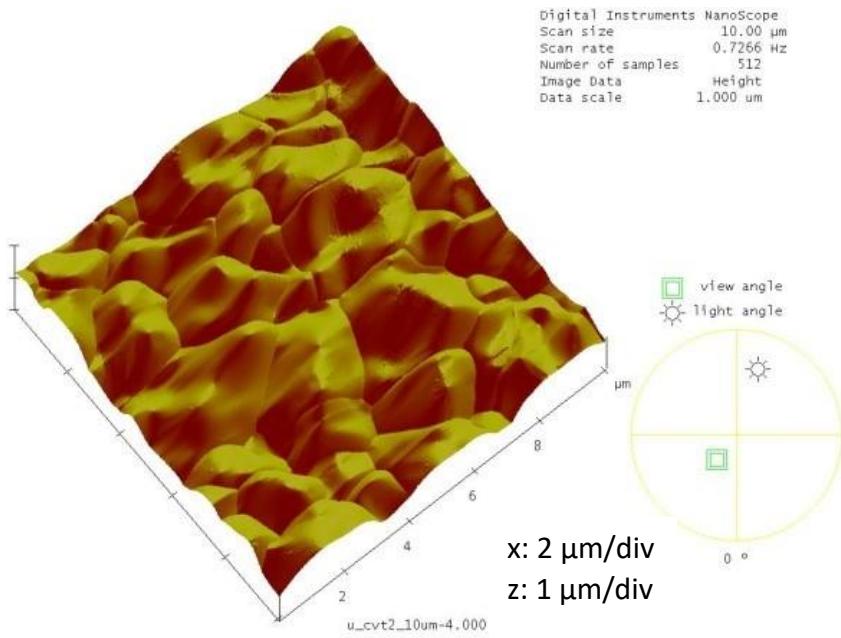 Digital Instruments NanoScope
Scan size 10.00 µm
Scan rate 0.7266 Hz
Number of samples 512
Image Data Height
Data scale 1.000 um
view angle
light angle
µm
8
6
4
2
x: 2 µm/div
z: 1 µm/div
0 º
u_cvt2_10um-4.000